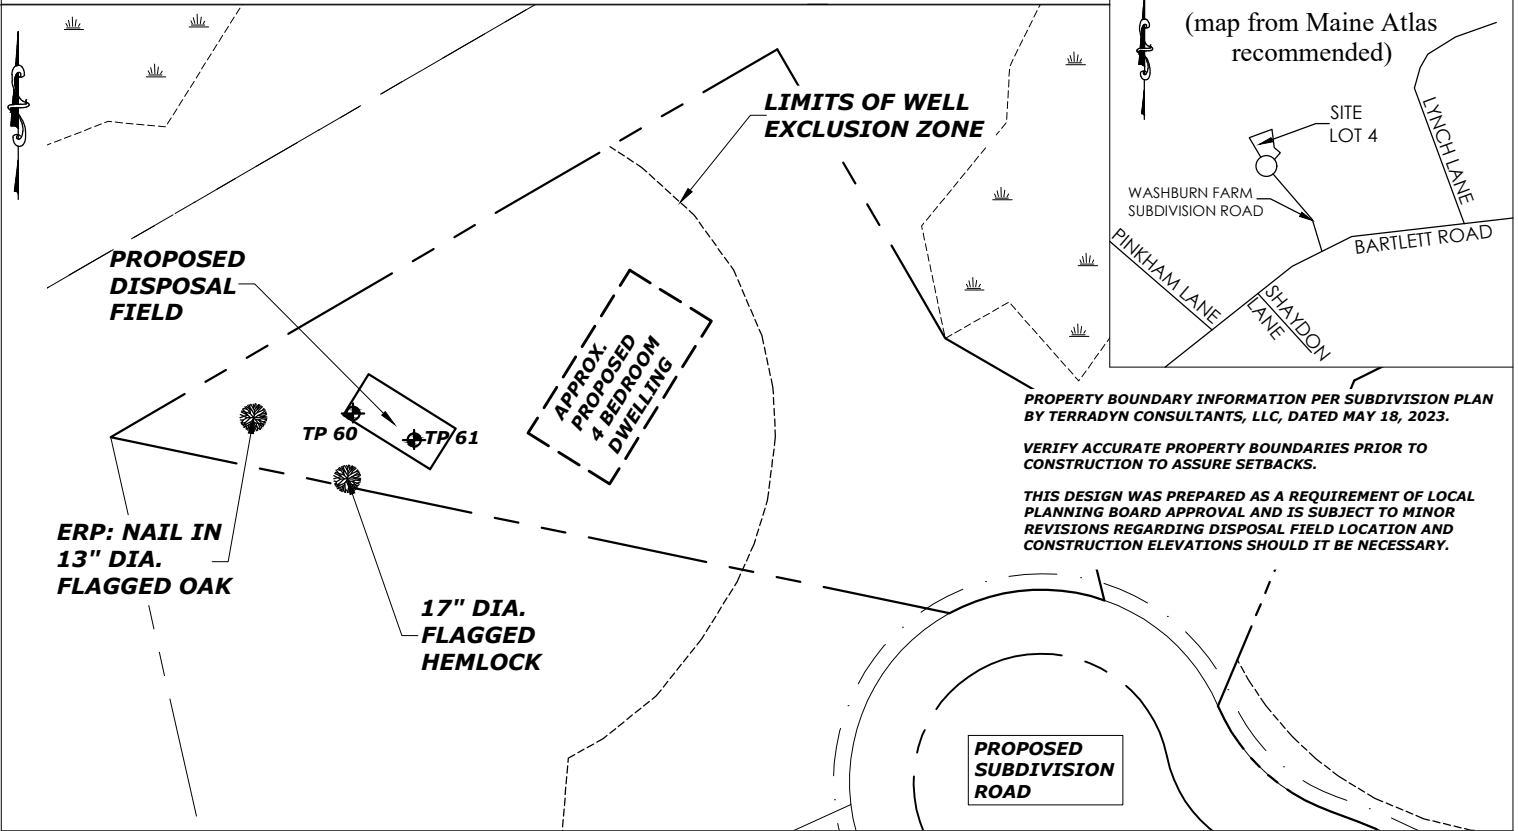 (map from Maine Atlas
recommended)
SITE
LOT 4
LYNCH LANE
WASHBURN FARM
SUBDIVISION ROAD
BARTLETT ROAD
PINKHAM LANE
SHAYDON
LANE
LIMITS OF WELL
EXCLUSION ZONE
PROPOSED
DISPOSAL
FIELD
APPROX.
PROPOSED
4 BEDROOM
DWELLING
TP 60
TP 61
PROPERTY BOUNDARY INFORMATION PER SUBDIVISION PLAN
BY TERRADYN CONSULTANTS, LLC, DATED MAY 18, 2023.
VERIFY ACCURATE PROPERTY BOUNDARIES PRIOR TO
CONSTRUCTION TO ASSURE SETBACKS.
THIS DESIGN WAS PREPARED AS A REQUIREMENT OF LOCAL
PLANNING BOARD APPROVAL AND IS SUBJECT TO MINOR
REVISIONS REGARDING DISPOSAL FIELD LOCATION AND
CONSTRUCTION ELEVATIONS SHOULD IT BE NECESSARY.
ERP: NAIL IN
13" DIA.
FLAGGED OAK
17" DIA.
FLAGGED
HEMLOCK
PROPOSED
SUBDIVISION
ROAD